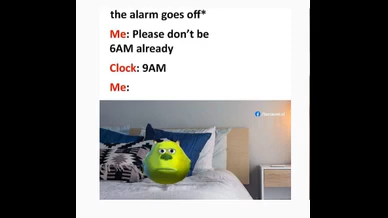 the alarm goes off*
Me: Please don't be
6AM already
Clock: 9AM
Me: